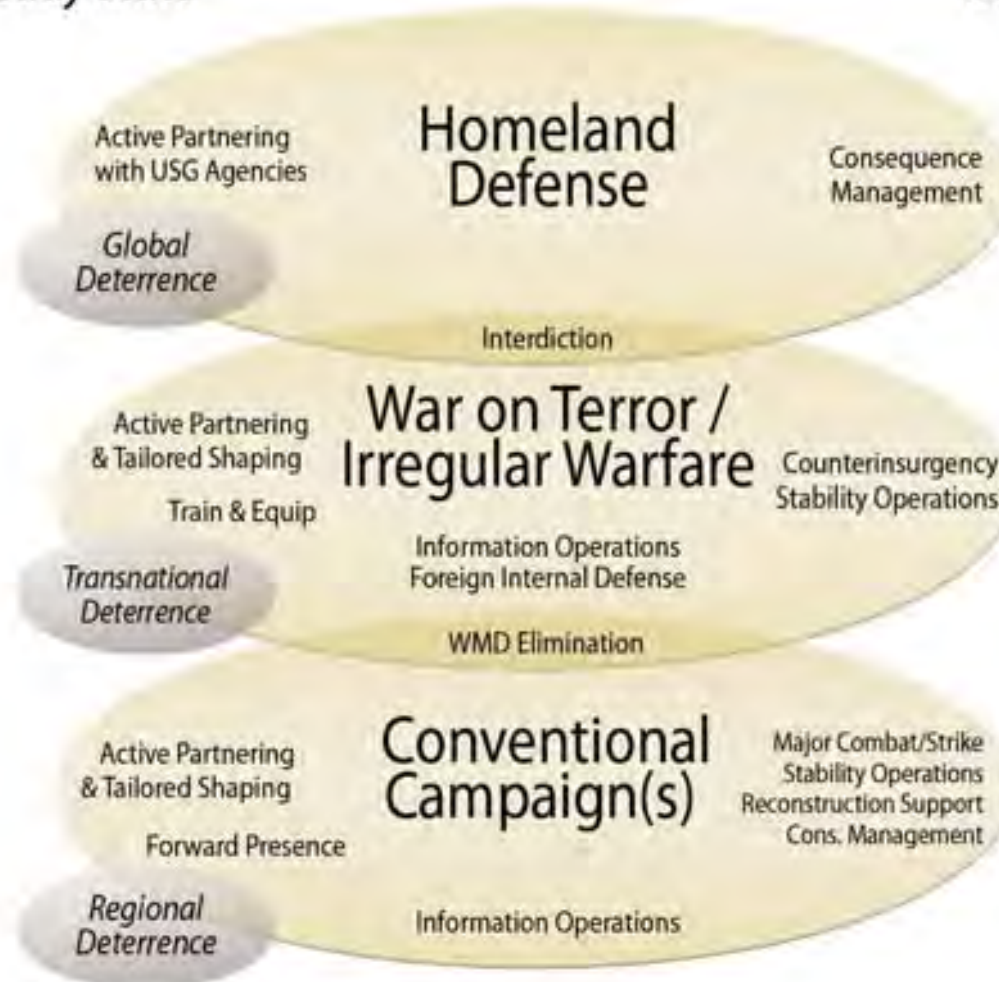 Active Partnering
with USG Agencies
Homeland
Defense
Consequence
Management
Global
Deterrence
Interdiction
Active Partnering
& Tailored Shaping
Train & Equip
War on Terror /
Irregular Warfare
Counterinsurgency
Stability Operations
Information Operations
Foreign Internal Defense
Transnational
Deterrence
WMD Elimination
Active Partnering
& Tailored Shaping
Forward Presence
Conventional
Campaign(s)
Major Combat/Strike
Stability Operations
Reconstruction Support
Cons. Management
Regional
Deterrence
Information Operations